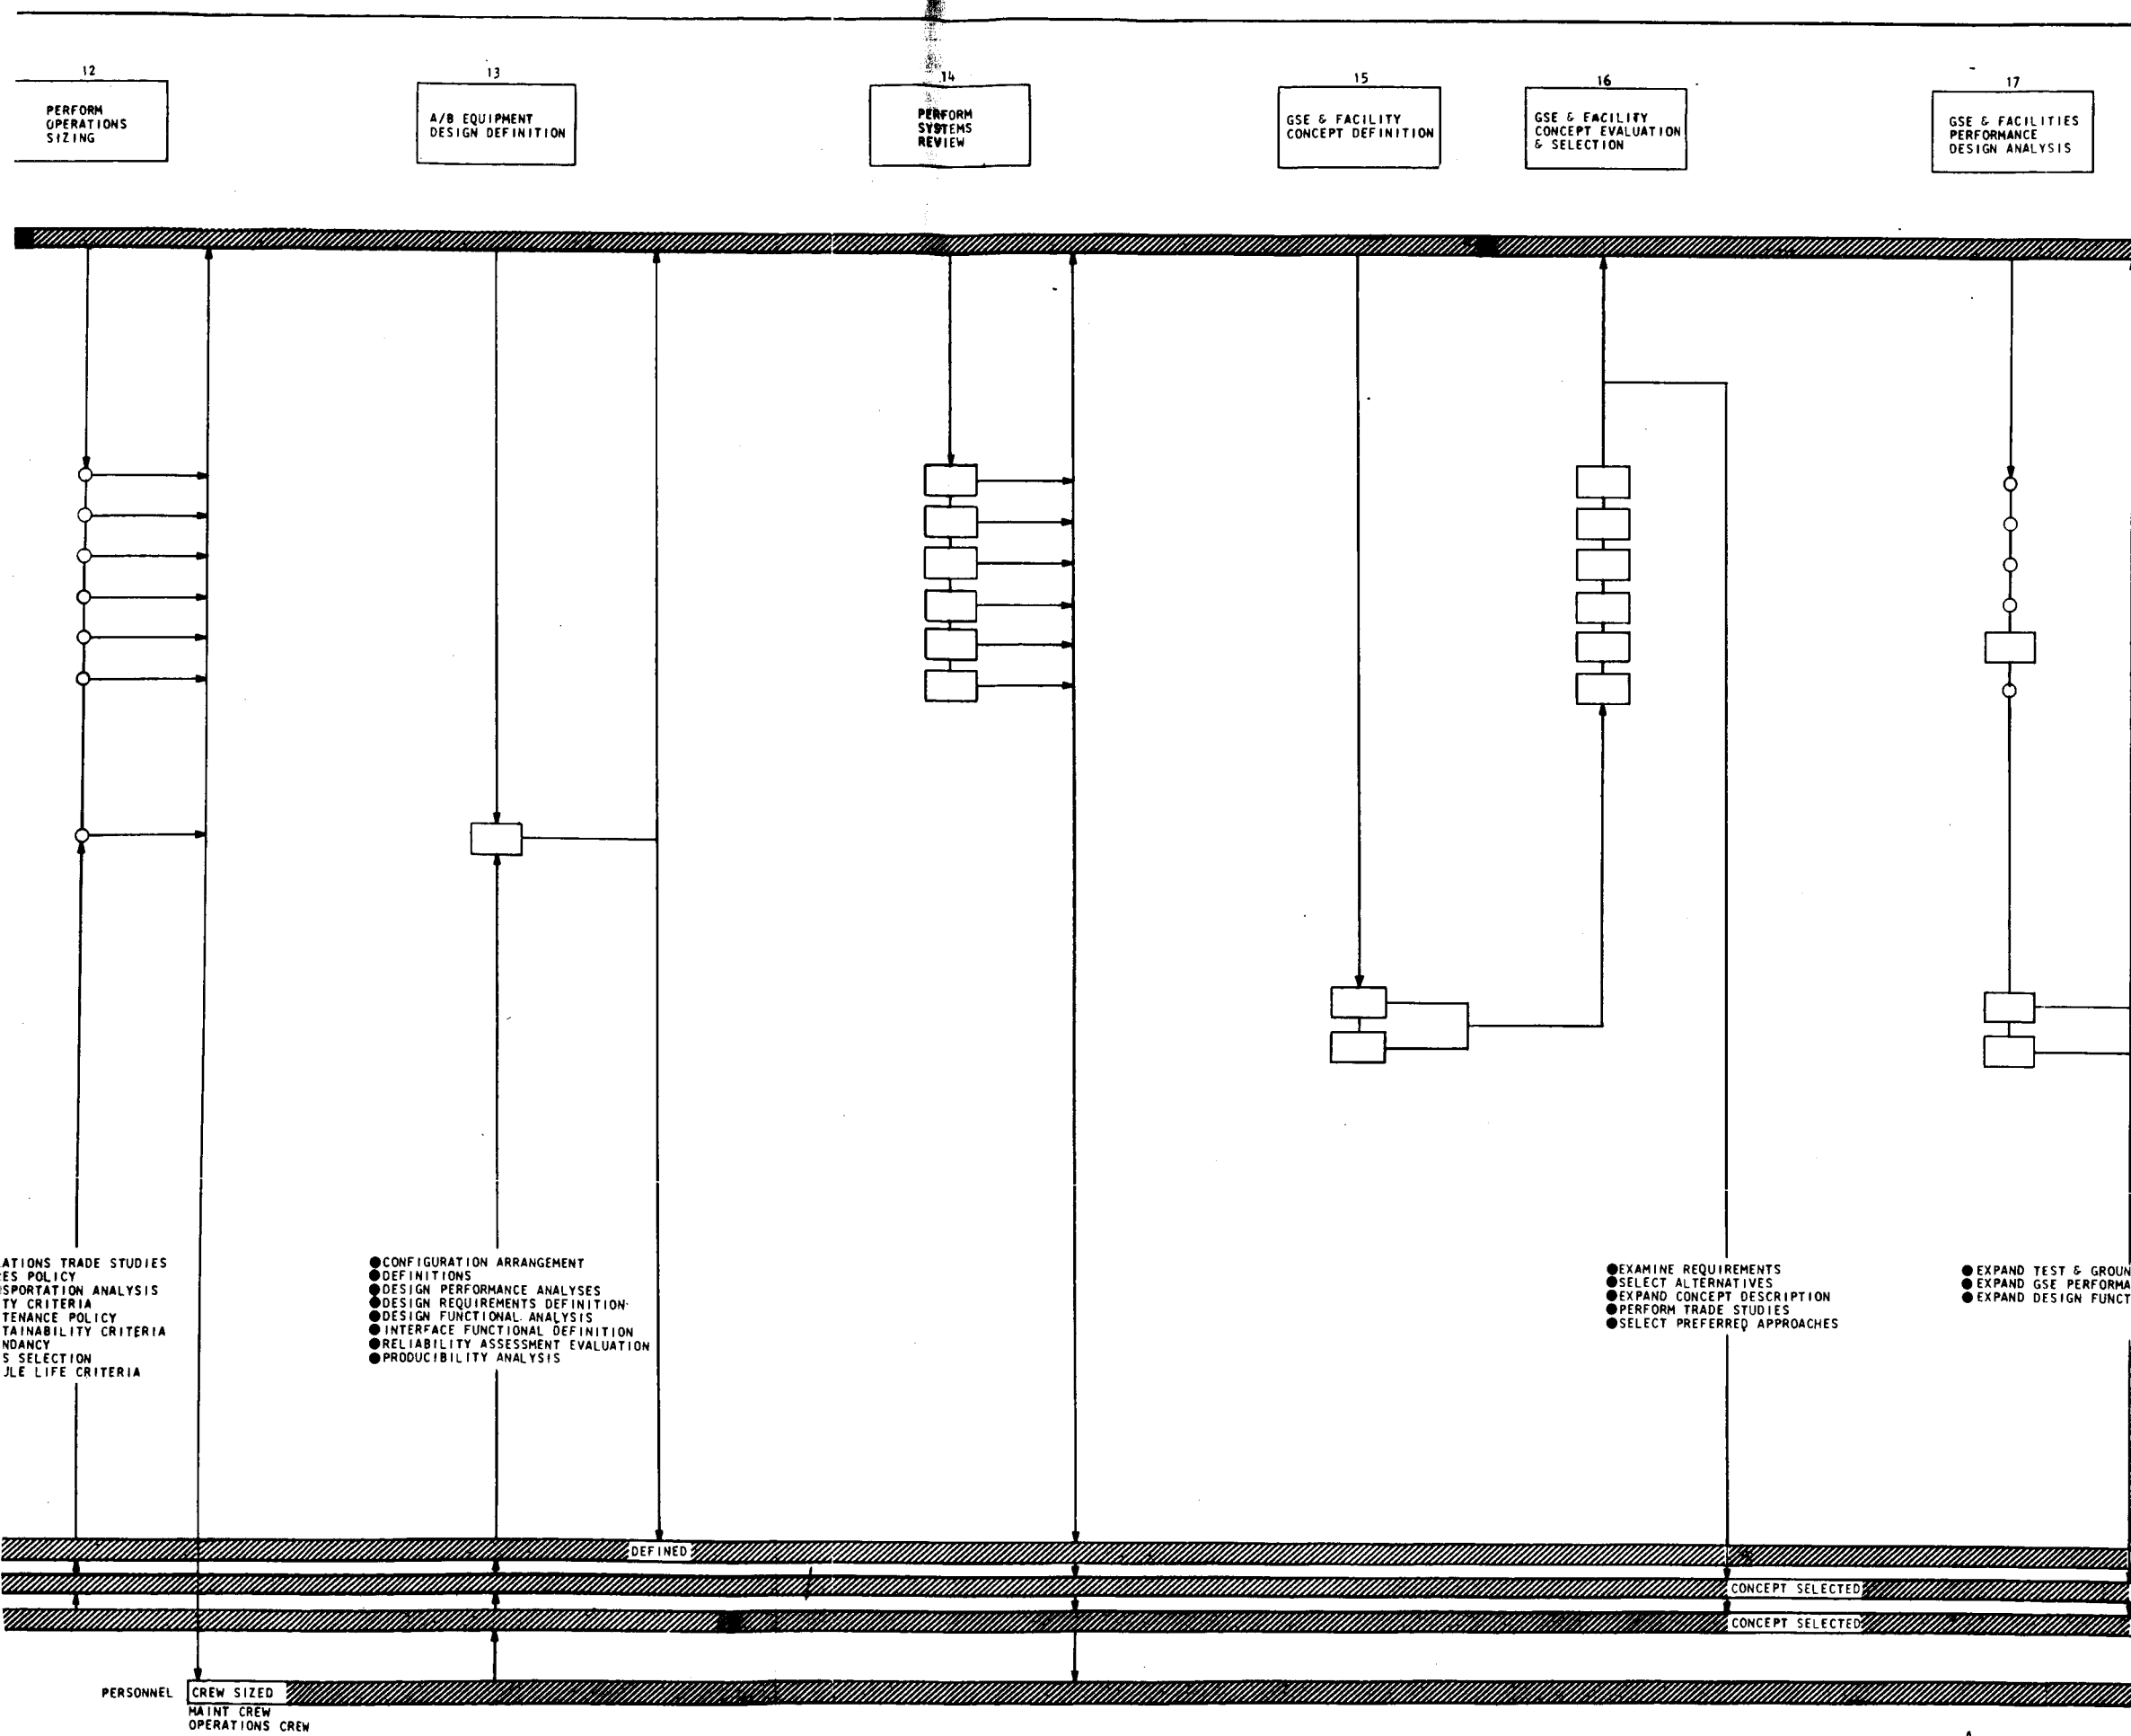 12
PERFORM
OPERATIONS
SIZING
13
A/B EQUIPMENT
DESIGN DEFINITION
14
PERFORM
SYSTEMS
REVIEW
15
GSE & FACILITY
CONCEPT DEFINITION
16
GSE & FACILITY
CONCEPT EVALUATION
& SELECTION
17
GSE & FACILITIES
PERFORMANCE
DESIGN ANALYSIS
ATIONS TRADE STUDIES
ES POLICY
SPORTATION ANALYSIS
TY CRITERIA
TENANCE POLICY
TAINABILITY CRITERIA
NDANCY
S SELECTION
ULE LIFE CRITERIA
●CONFIGURATION ARRANGEMENT
●DEFINITIONS
●DESIGN PERFORMANCE ANALYSES
●DESIGN REQUIREMENTS DEFINITION
●DESIGN FUNCTIONAL ANALYSIS
●INTERFACE FUNCTIONAL DEFINITION
●RELIABILITY ASSESSMENT EVALUATION
●PRODUCIBILITY ANALYSIS
●EXAMINE REQUIREMENTS
●SELECT ALTERNATIVES
●EXPAND CONCEPT DESCRIPTION
●PERFORM TRADE STUDIES
●SELECT PREFERRED APPROACHES
●EXPAND TEST & GROUN
●EXPAND GSE PERFORMA
●EXPAND DESIGN FUNCT
DEFINED
CONCEPT SELECTED
CONCEPT SELECTED
PERSONNEL CREW SIZED
MAINT CREW
OPERATIONS CREW